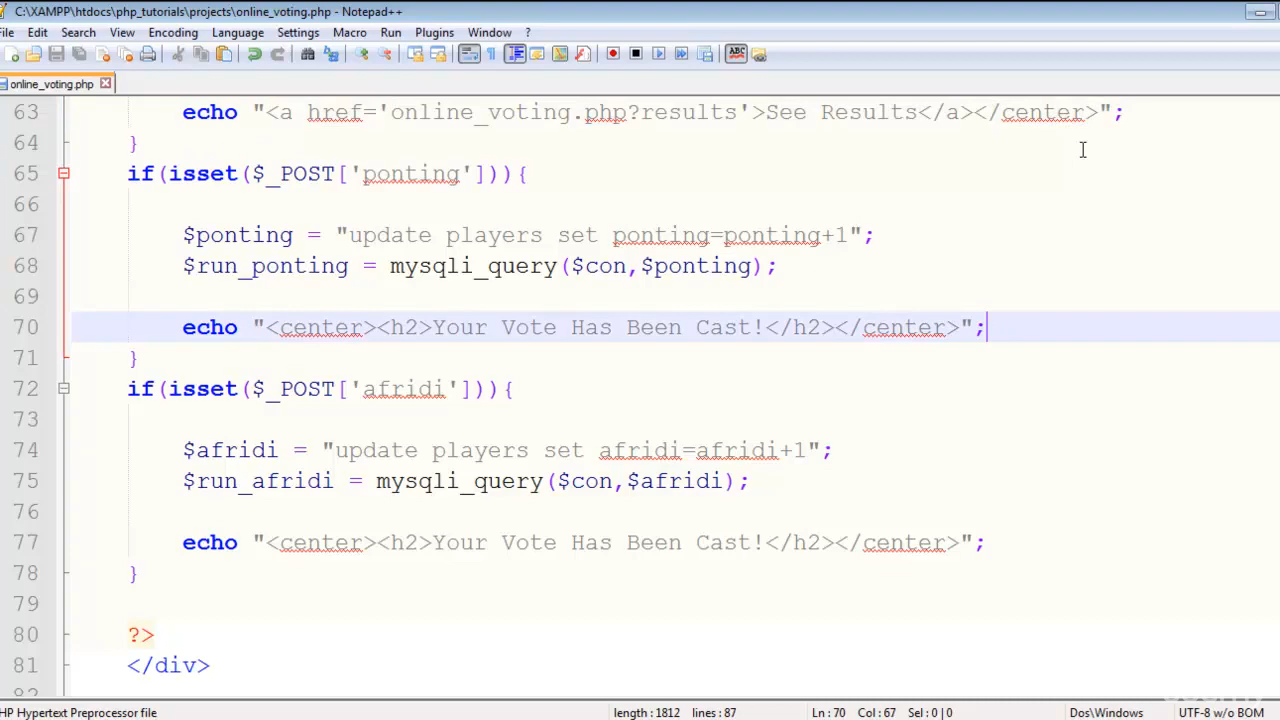 C:\XAMPP\htdocs\php_tutorials\projects\online_voting.php - Notepad++
File Edit Search View Encoding Language Settings Macro Run Plugins Window ?
ABC
online_voting.php
63 echo "<a href='online_voting.php?results'>See Results</a></center>";
64 }
65 if(isset($_POST['ponting'])){
66
67 $ponting = "update players set ponting=ponting+1";
68 $run_ponting = mysqli_query($con,$ponting);
69
70 echo "<center><h2>Your Vote Has Been Cast!</h2></center>";
71 }
72 if(isset($_POST['afridi'])){
73
74 $afridi = "update players set afridi=afridi+1";
75 $run_afridi = mysqli_query($con,$afridi);
76
77 echo "<center><h2>Your Vote Has Been Cast!</h2></center>";
78 }
79
80 ?>
81 </div>
82
HP Hypertext Preprocessor file length : 1812 lines : 87 Ln : 70 Col : 67 Sel : 0 | 0 Dos\Windows UTF-8 w/o BOM